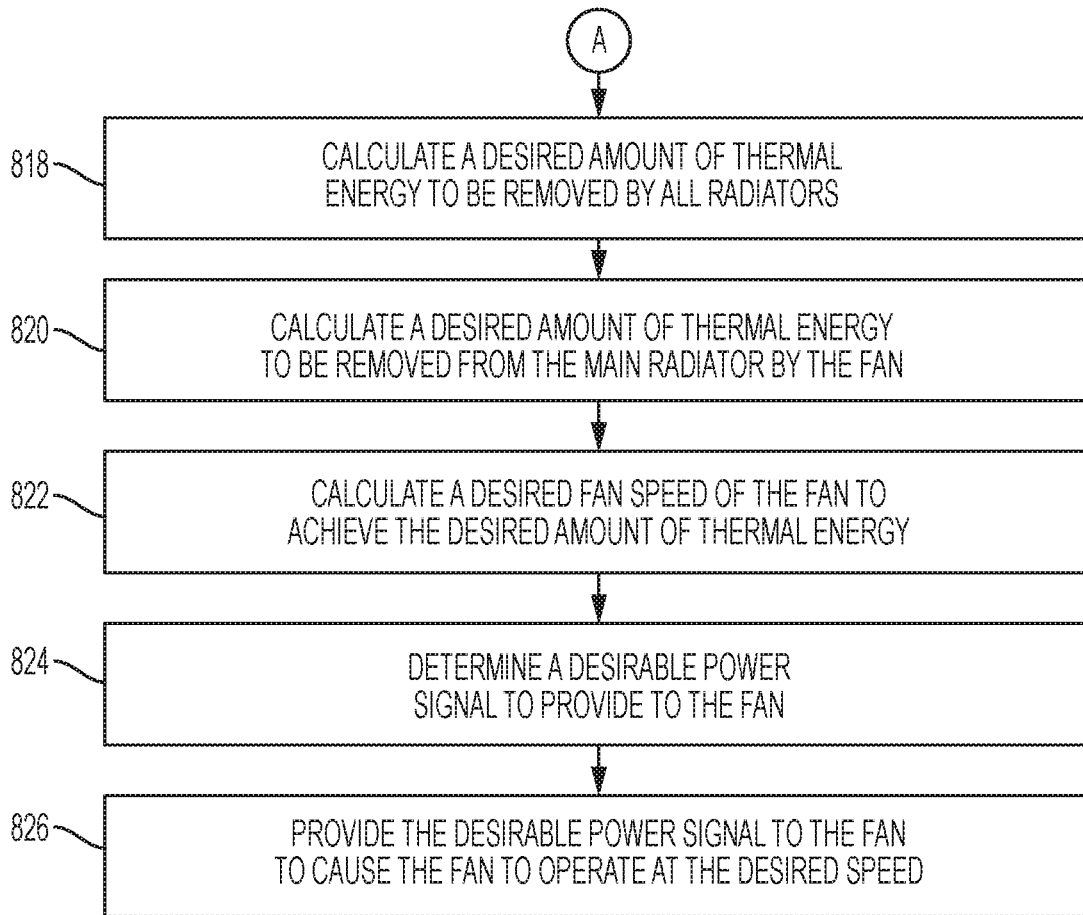 A
818
CALCULATE A DESIRED AMOUNT OF THERMAL
ENERGY TO BE REMOVED BY ALL RADIATORS
820
CALCULATE A DESIRED AMOUNT OF THERMAL ENERGY
TO BE REMOVED FROM THE MAIN RADIATOR BY THE FAN
822
CALCULATE A DESIRED FAN SPEED OF THE FAN TO
ACHIEVE THE DESIRED AMOUNT OF THERMAL ENERGY
824
DETERMINE A DESIRABLE POWER
SIGNAL TO PROVIDE TO THE FAN
826
PROVIDE THE DESIRABLE POWER SIGNAL TO THE FAN
TO CAUSE THE FAN TO OPERATE AT THE DESIRED SPEED